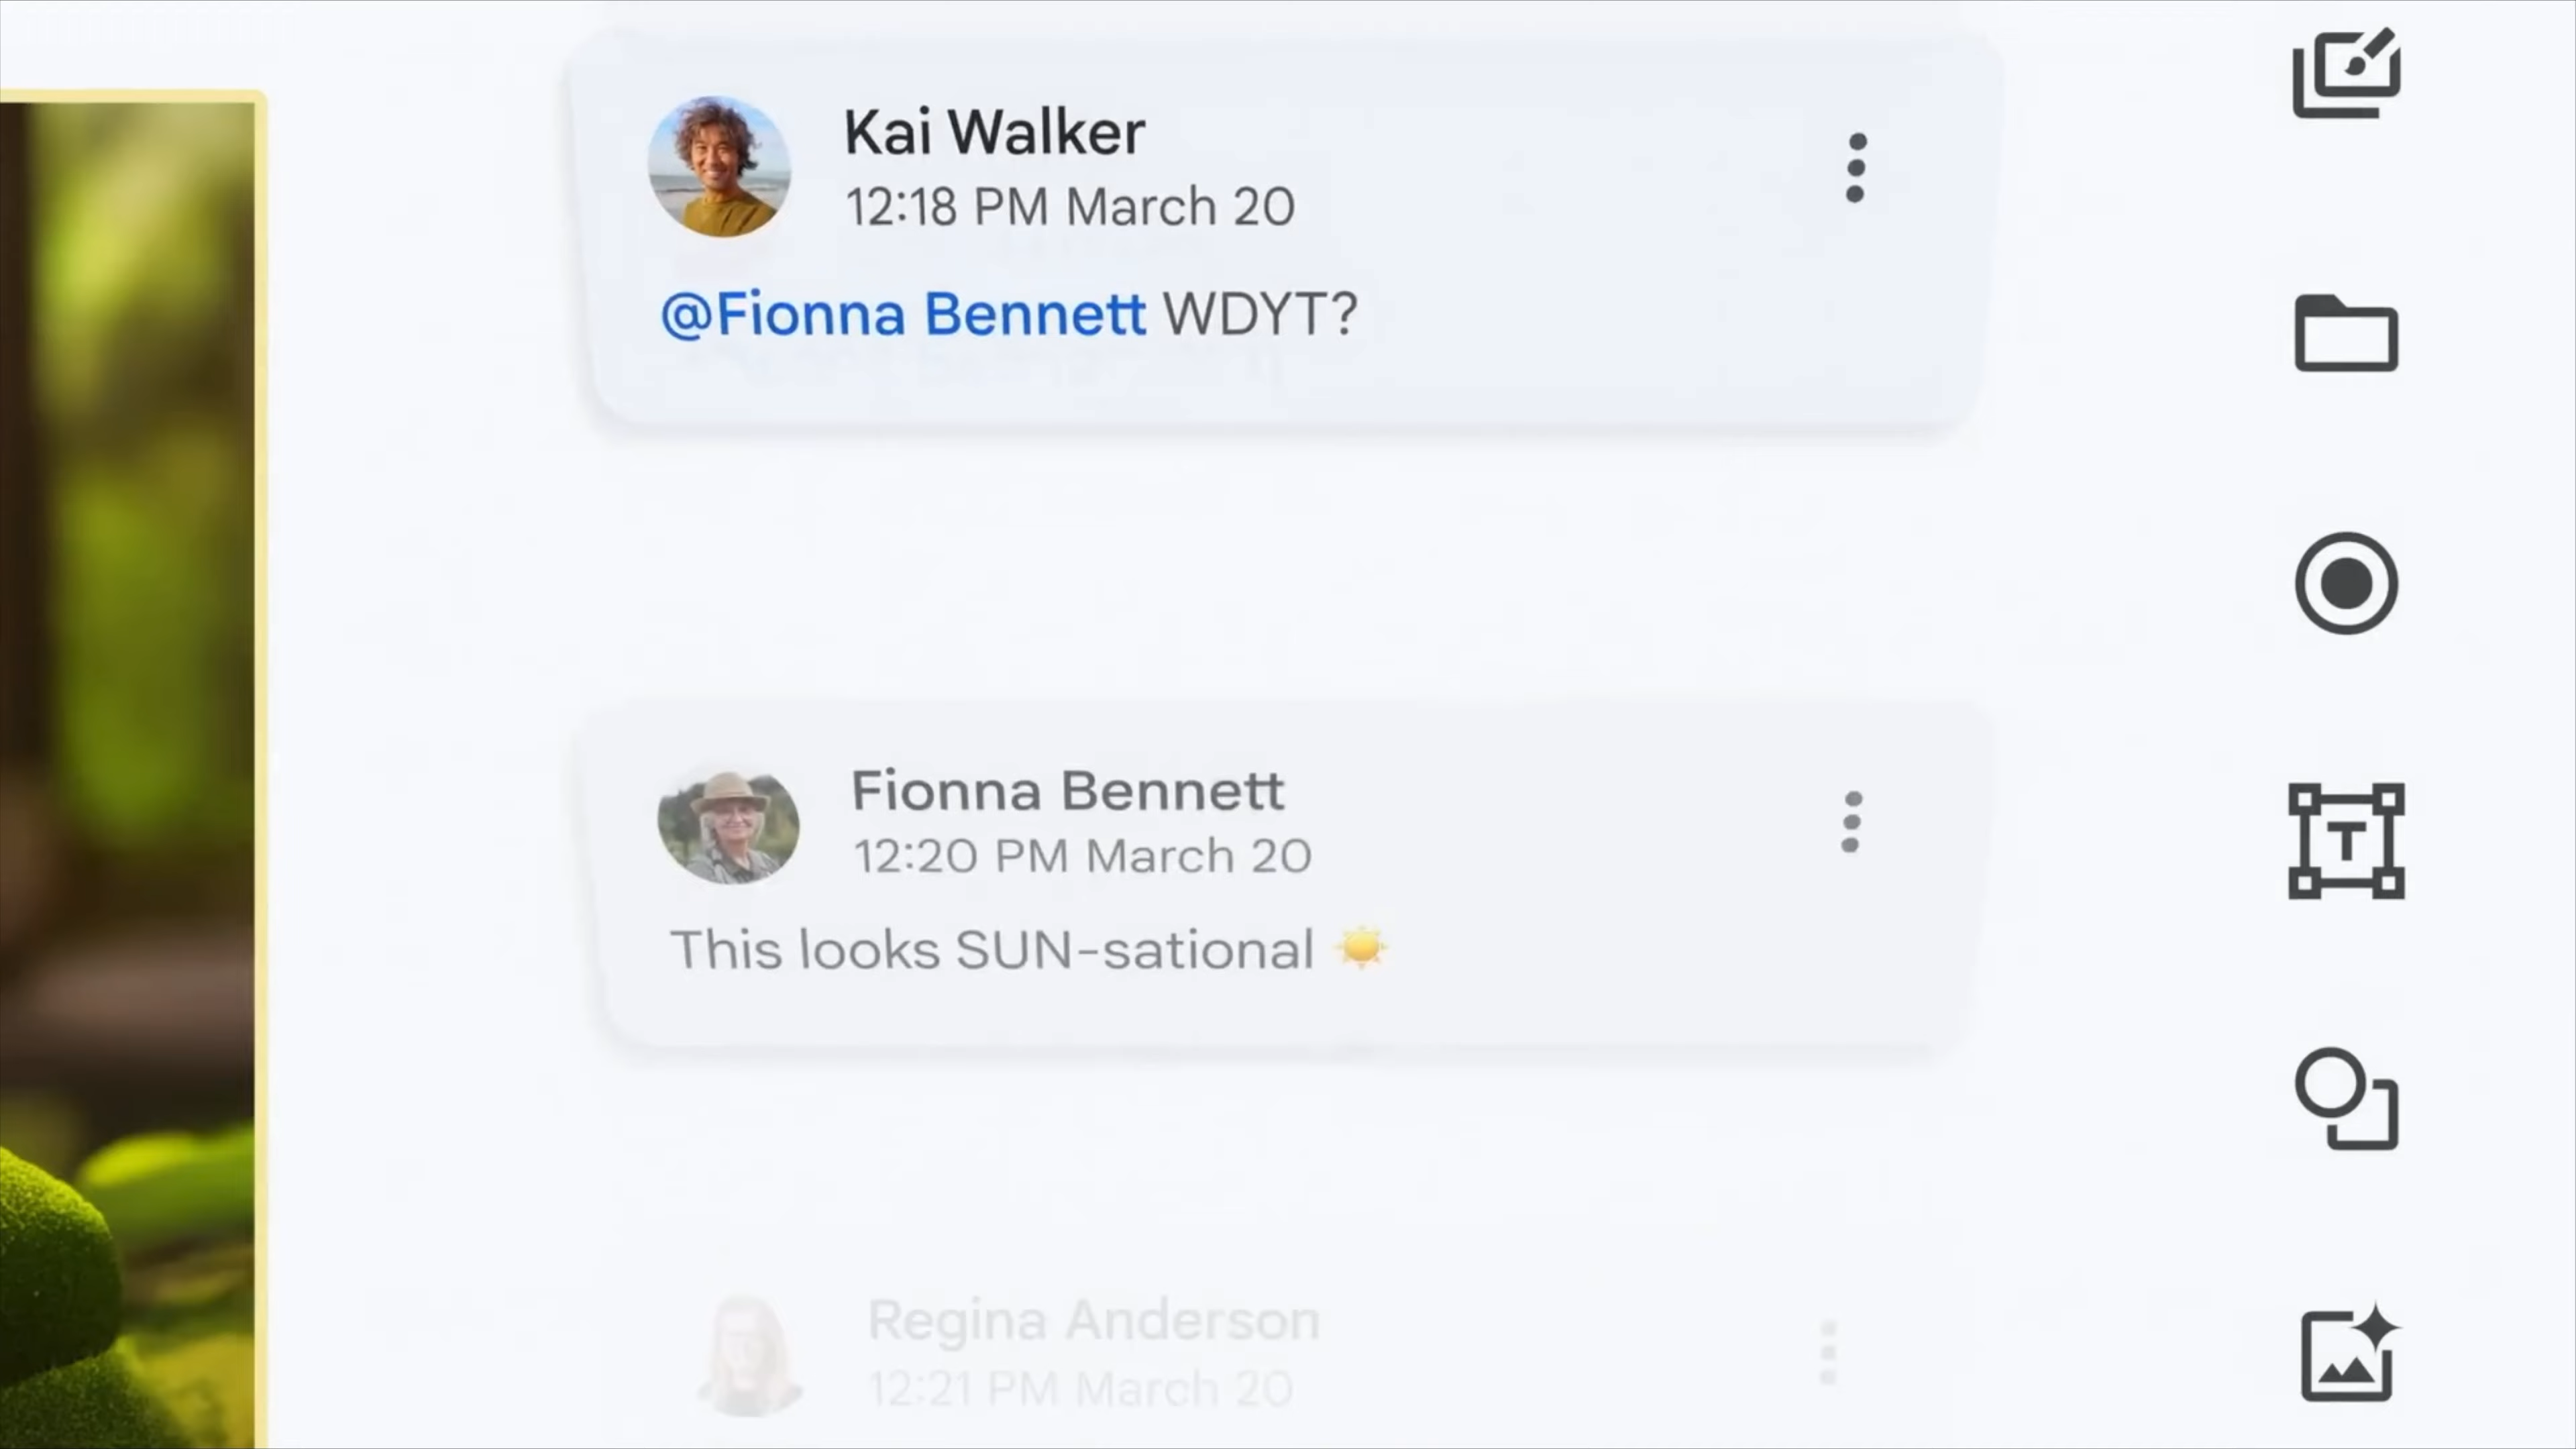 Kai Walker
12:18 PM March 20
@Fionna Bennett WDYT?
Fionna Bennett
12:20 PM March 20
This looks SUN-sational ☀️
Regina Anderson
12:21 PM March 20
T